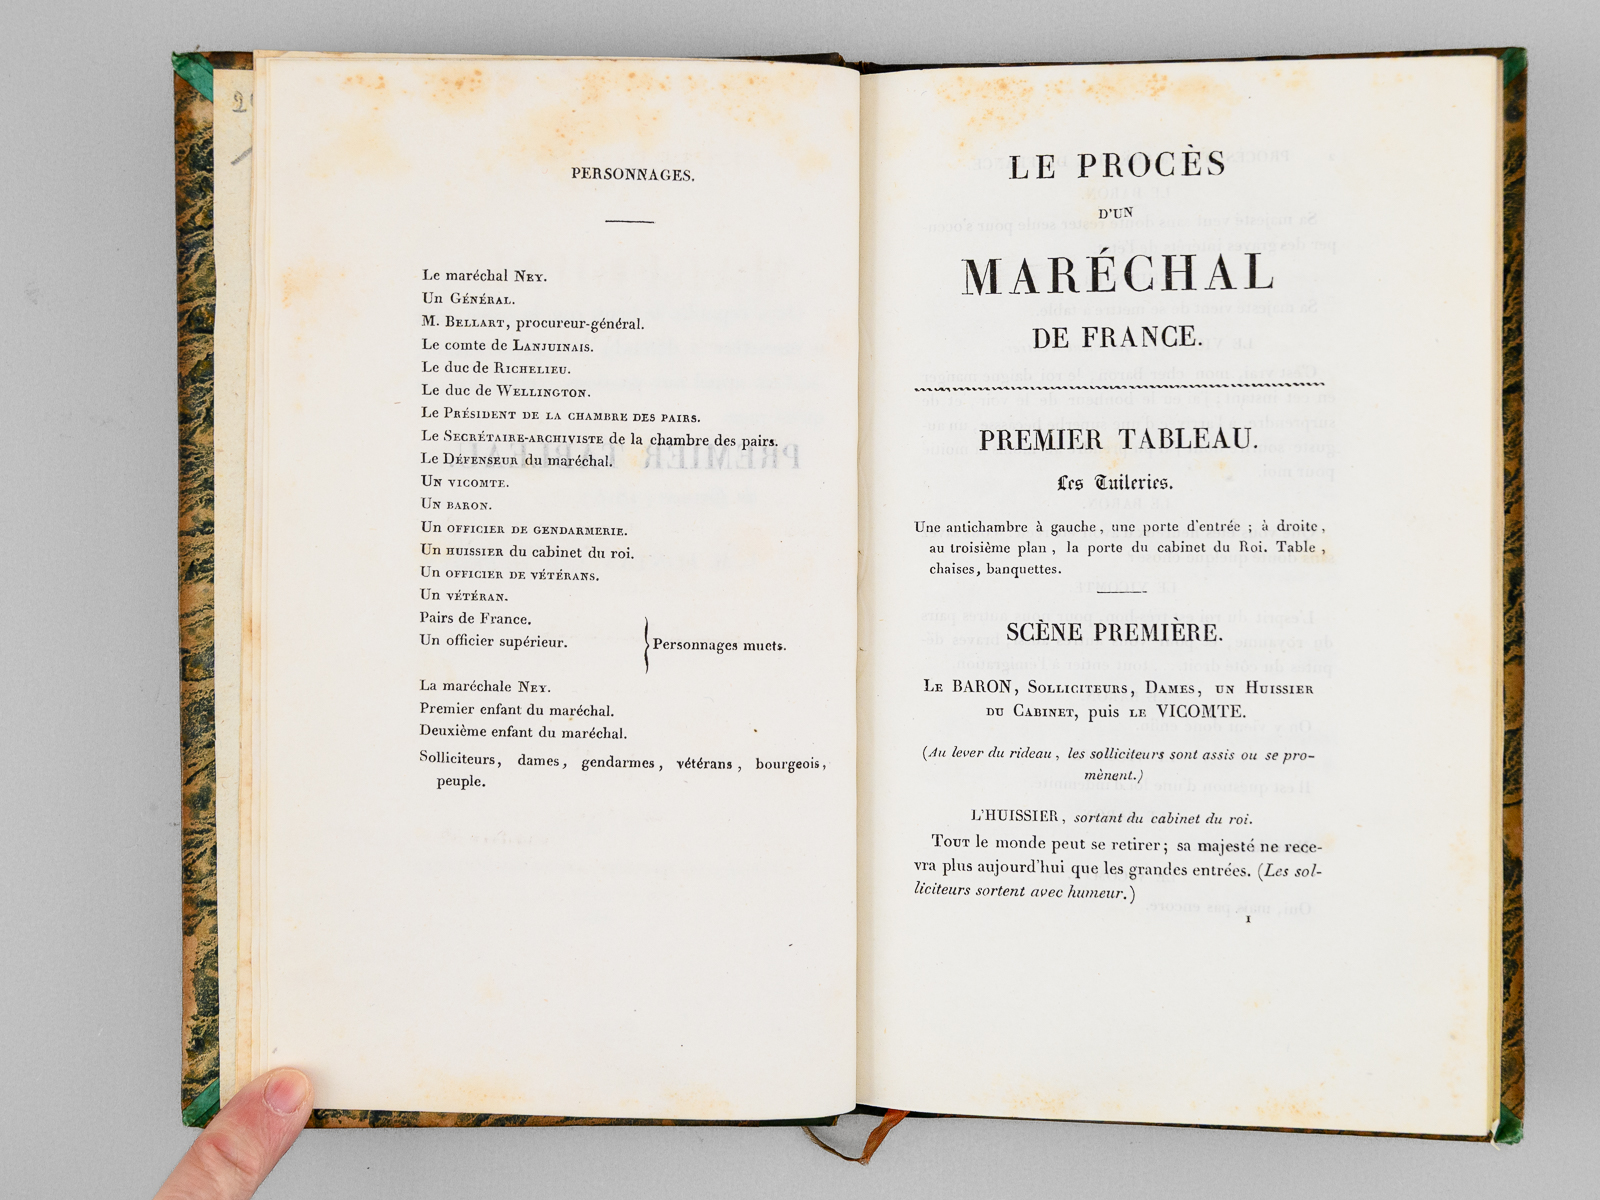 PERSONNAGES.
Le maréchal NEY.
Un GÉNÉRAL.
M. BELLART, procureur-général.
Le comte de LANJUINAIS.
Le duc de RICHELIEU.
Le duc de WELLINGTON.
Le PRÉSIDENT DE LA CHAMBRE DES PAIRS.
Le SECRÉTAIRE-ARCHIVISTE de la chambre des pairs.
Le DÉFENSEUR du maréchal.
UN VICOMTE.
UN BARON.
Un OFFICIER DE GENDARMERIE.
Un HUISSIER du cabinet du roi.
Un OFFICIER DE VÉTÉRANS.
Un VÉTÉRAN.
Pairs de France.
Un officier supérieur.
Personnages muets.
La maréchale NEY.
Premier enfant du maréchal.
Deuxième enfant du maréchal.
Solliciteurs, dames, gendarmes, vétérans, bourgeois,
peuple.
LE PROCÈS
D'UN
MARÉCHAL
DE FRANCE.
PREMIER TABLEAU.
Les Tuileries.
Une antichambre à gauche, une porte d'entrée ; à droite,
au troisième plan, la porte du cabinet du Roi. Table,
chaises, banquettes.
SCÈNE PREMIÈRE.
LE BARON, SOLLICITEURS, DAMES, UN HUISSIER
DU CABINET, puis LE VICOMTE.
(Au lever du rideau, les solliciteurs sont assis ou se pro-
mènent.)
L'HUISSIER, sortant du cabinet du roi.
TOUT le monde peut se retirer; sa majesté ne rece-
vra plus aujourd'hui que les grandes entrées. (Les sol-
liciteurs sortent avec humeur.)
1